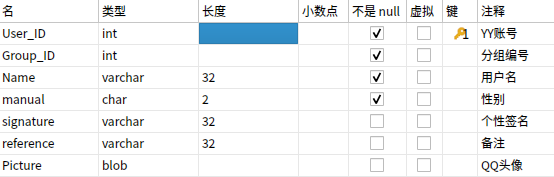 名 类型 长度 小数点 不是 null 虚拟 键 注释
User_ID int 1 YY账号
Group_ID int 分组编号
Name varchar 32 用户名
manual char 2 性别
signature varchar 32 个性签名
reference varchar 32 备注
Picture blob QQ头像